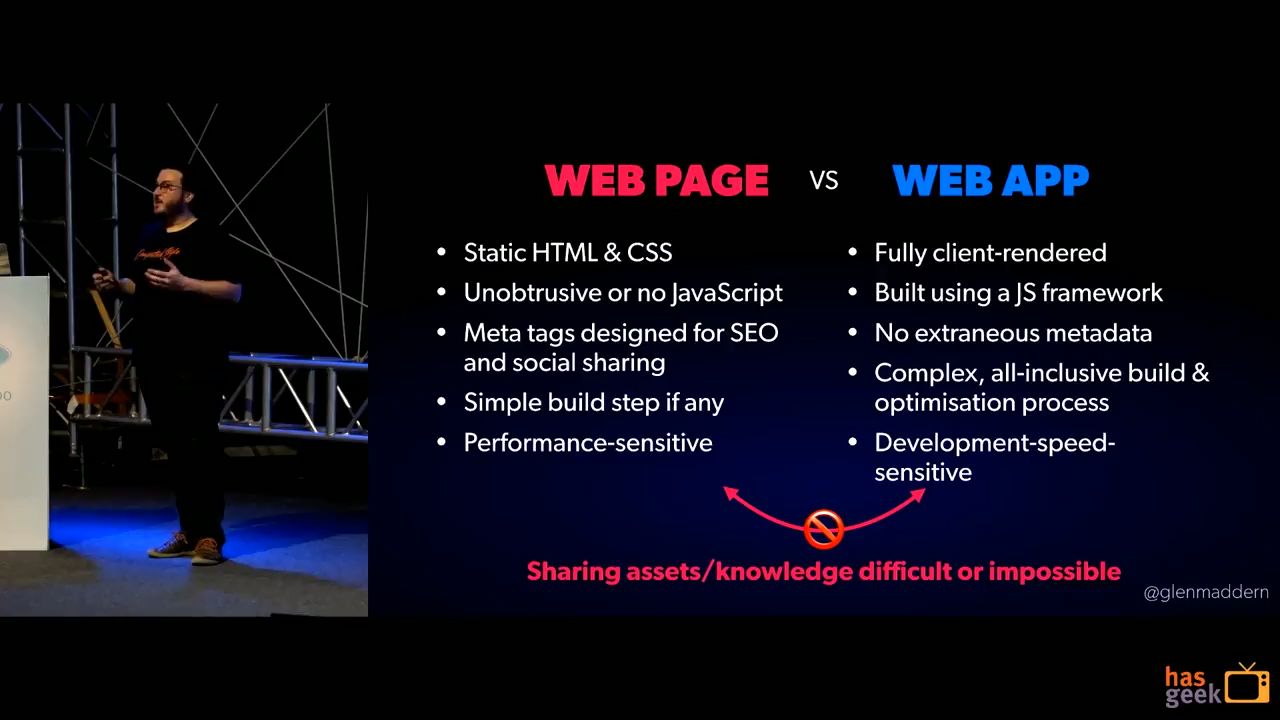 WEB PAGE vs WEB APP
• Static HTML & CSS
• Unobtrusive or no JavaScript
• Meta tags designed for SEO
and social sharing
• Simple build step if any
• Performance-sensitive
• Fully client-rendered
• Built using a JS framework
• No extraneous metadata
• Complex, all-inclusive build &
optimisation process
• Development-speed-
sensitive
Sharing assets/knowledge difficult or impossible
@glenmaddern
has
geek